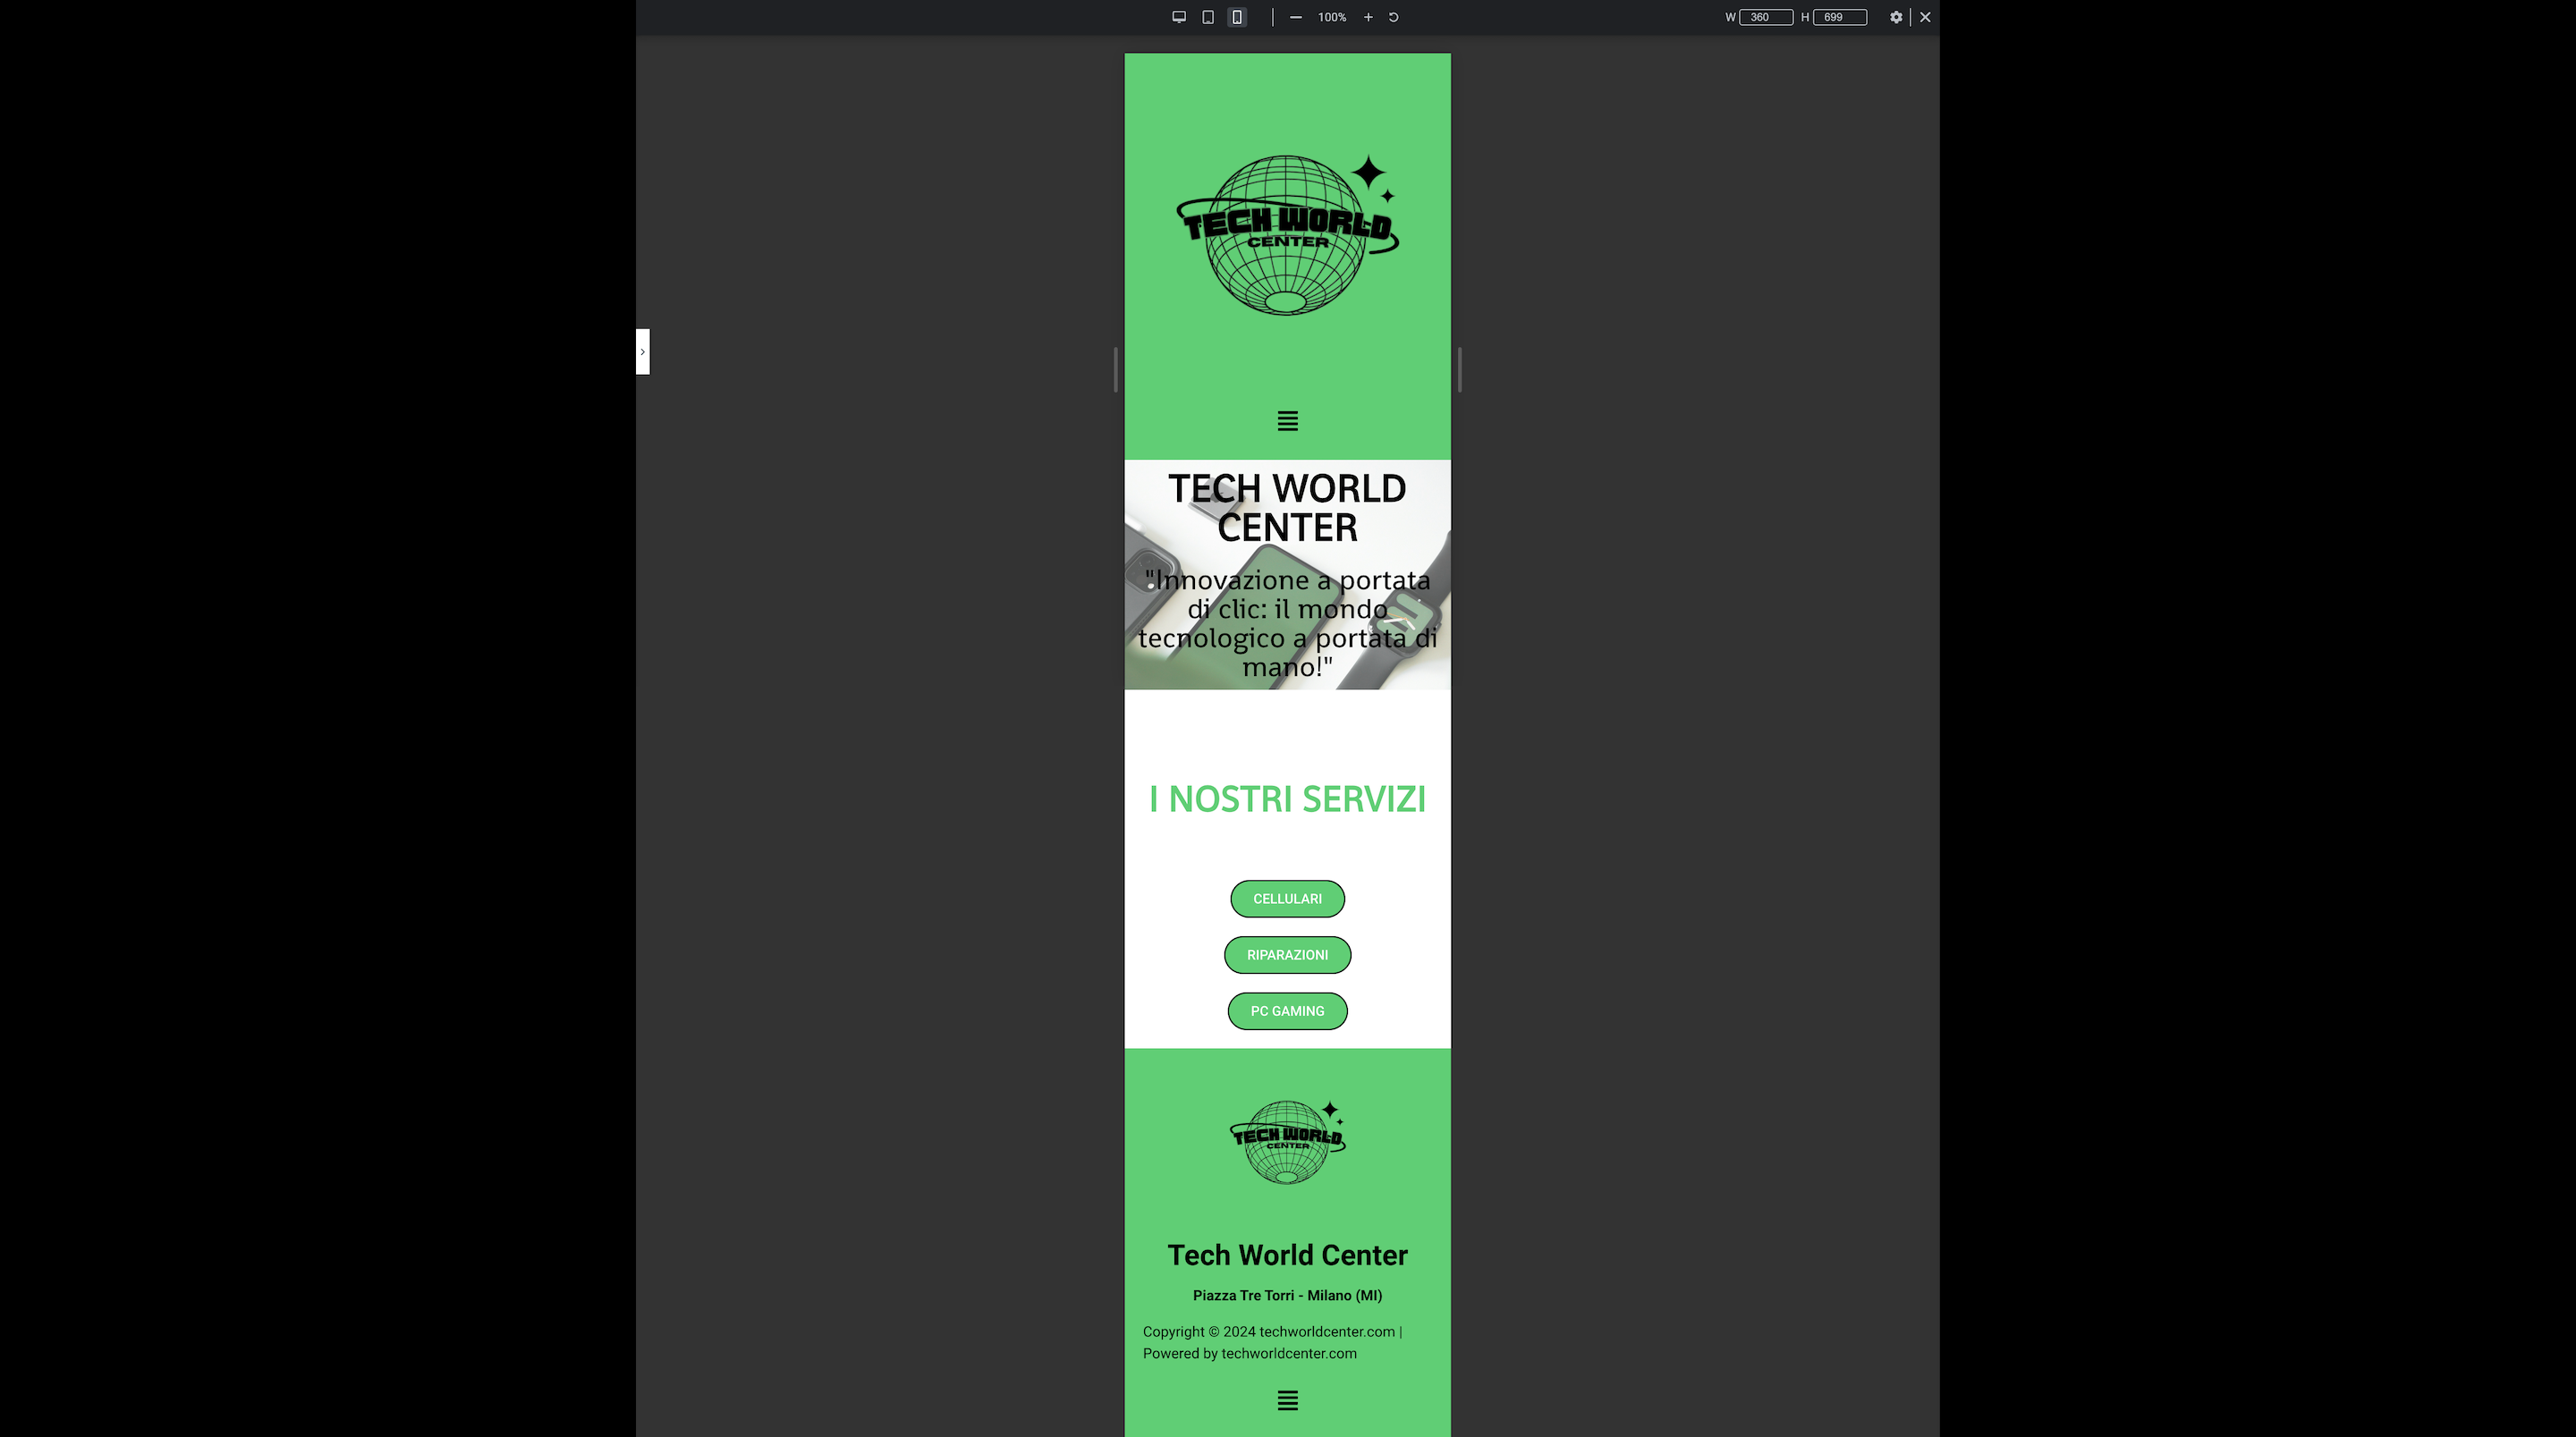 100%
W 360 H 699
TECH WORLD
CENTER
TECH WORLD
CENTER
"Innovazione a portata
di clic: il mondo
tecnologico a portata di
mano!"
I NOSTRI SERVIZI
CELLULARI
RIPARAZIONI
PC GAMING
TECH WORLD
CENTER
Tech World Center
Piazza Tre Torri - Milano (MI)
Copyright © 2024 techworldcenter.com |
Powered by techworldcenter.com